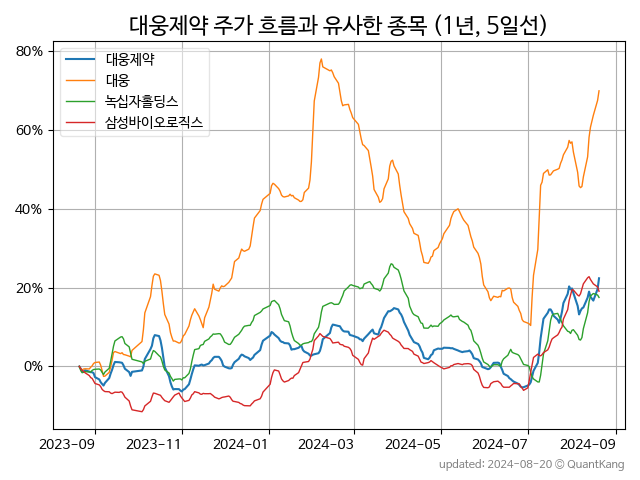 대웅제약 주가 흐름과 유사한 종목 (1년, 5일선)
80%
60%
40%
20%
0%
대웅제약
대웅
녹십자홀딩스
삼성바이오로직스
2023-09 2023-11 2024-01 2024-03 2024-05 2024-07 2024-09
updated: 2024-08-20 © QuantKang